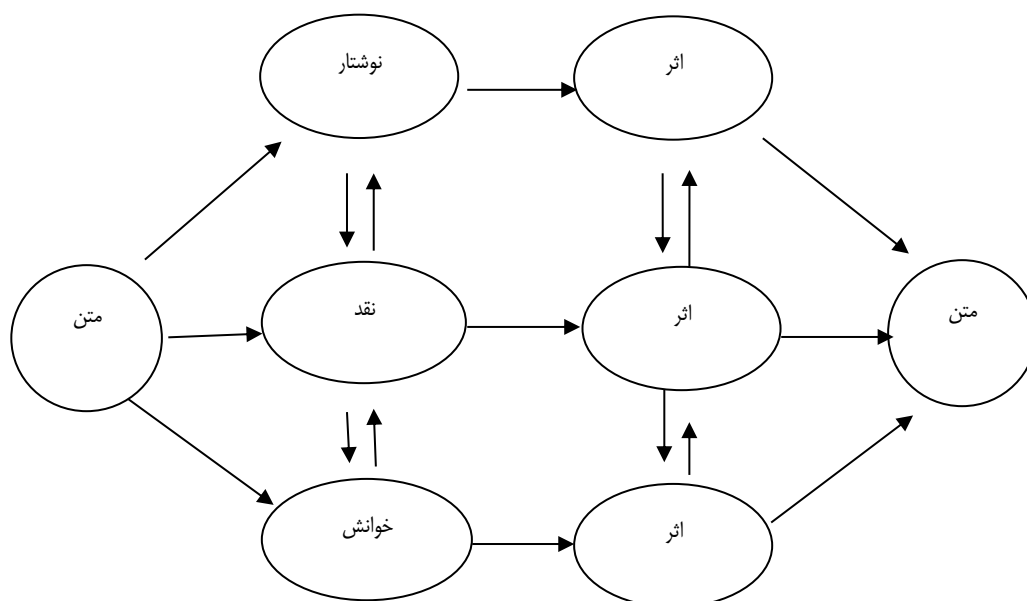 نوشتار
اثر
متن
نقد
اثر
متن
خوانش
اثر